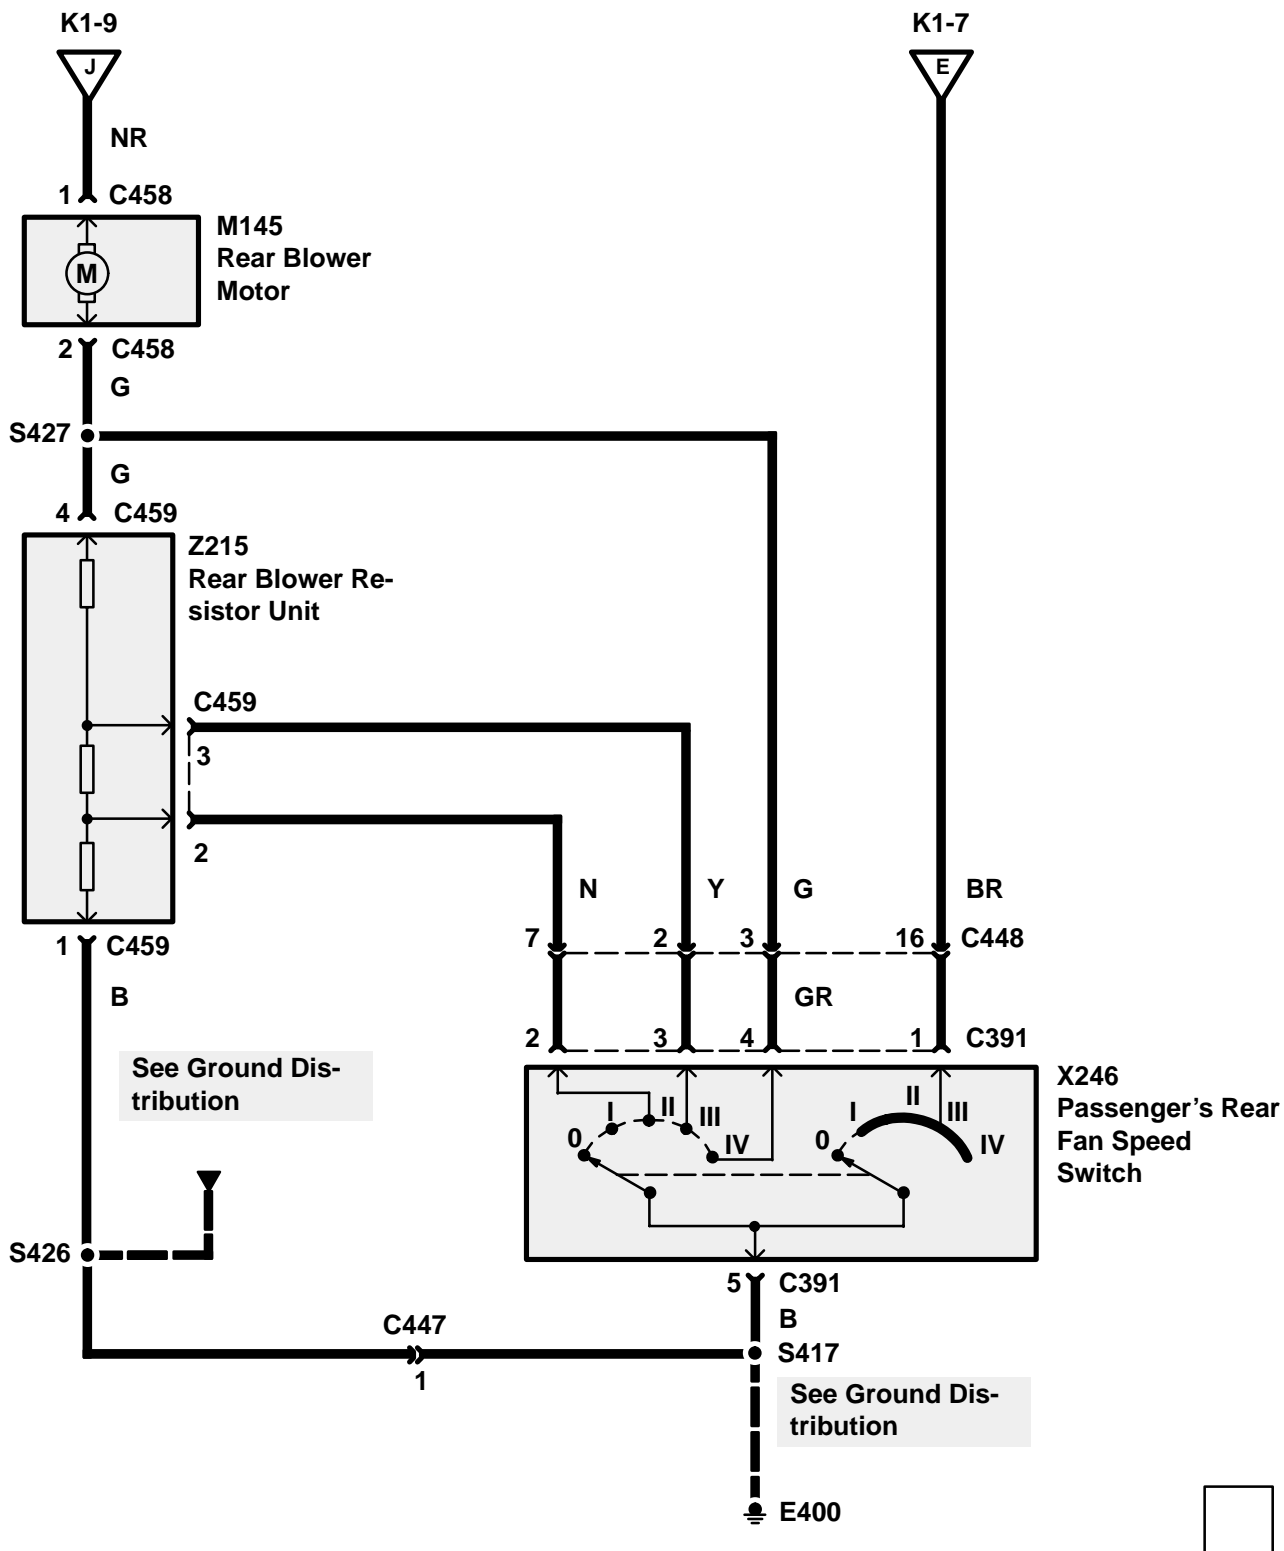 K1-9
K1-7
J
E
NR
1 C458
M145
Rear Blower
Motor
M
2 C458
G
S427
G
4 C459
Z215
Rear Blower Re-
sistor Unit
C459
3
2
N Y G BR
7 2 3 16 C448
1 C459
B
GR
2 3 4 1 C391
See Ground Dis-
tribution
X246
Passenger's Rear
Fan Speed
Switch
0 I II III IV
0 I II III IV
S426
5 C391
B
C447
1
S417
See Ground Dis-
tribution
E400